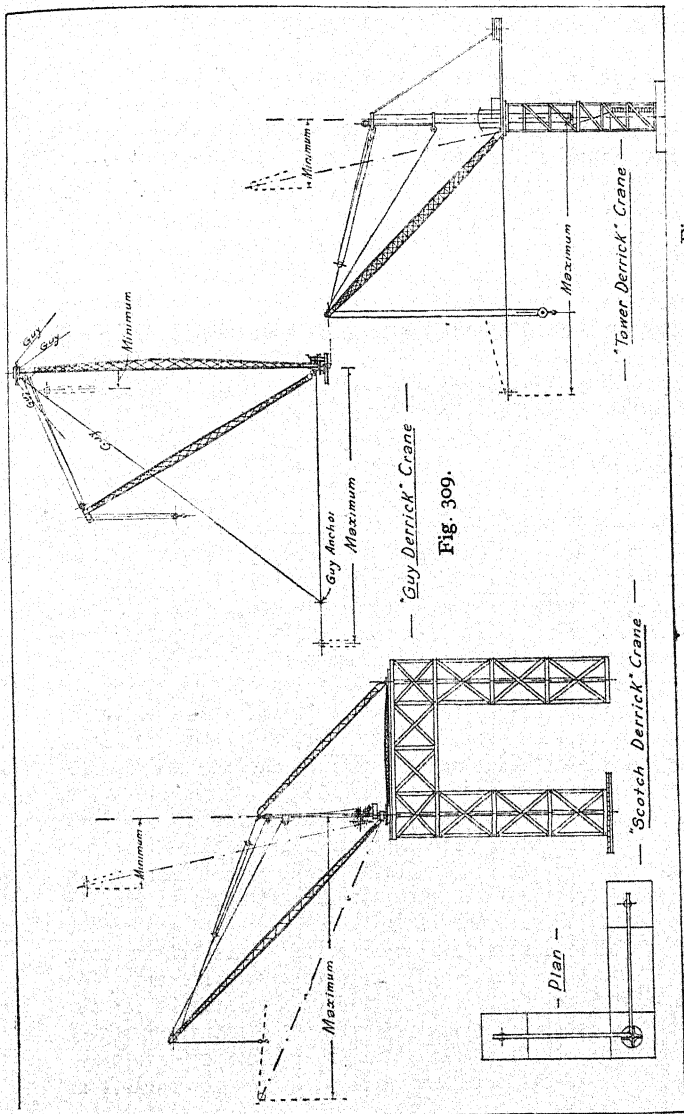 Minimum
Maximum
— "Tower Derrick" Crane —
Guy
Guy
Guy
Guy
Minimum
Guy Anchor
Maximum
— "Guy Derrick" Crane —
Fig. 309.
Minimum
Maximum
— Plan —
— "Scotch Derrick" Crane —